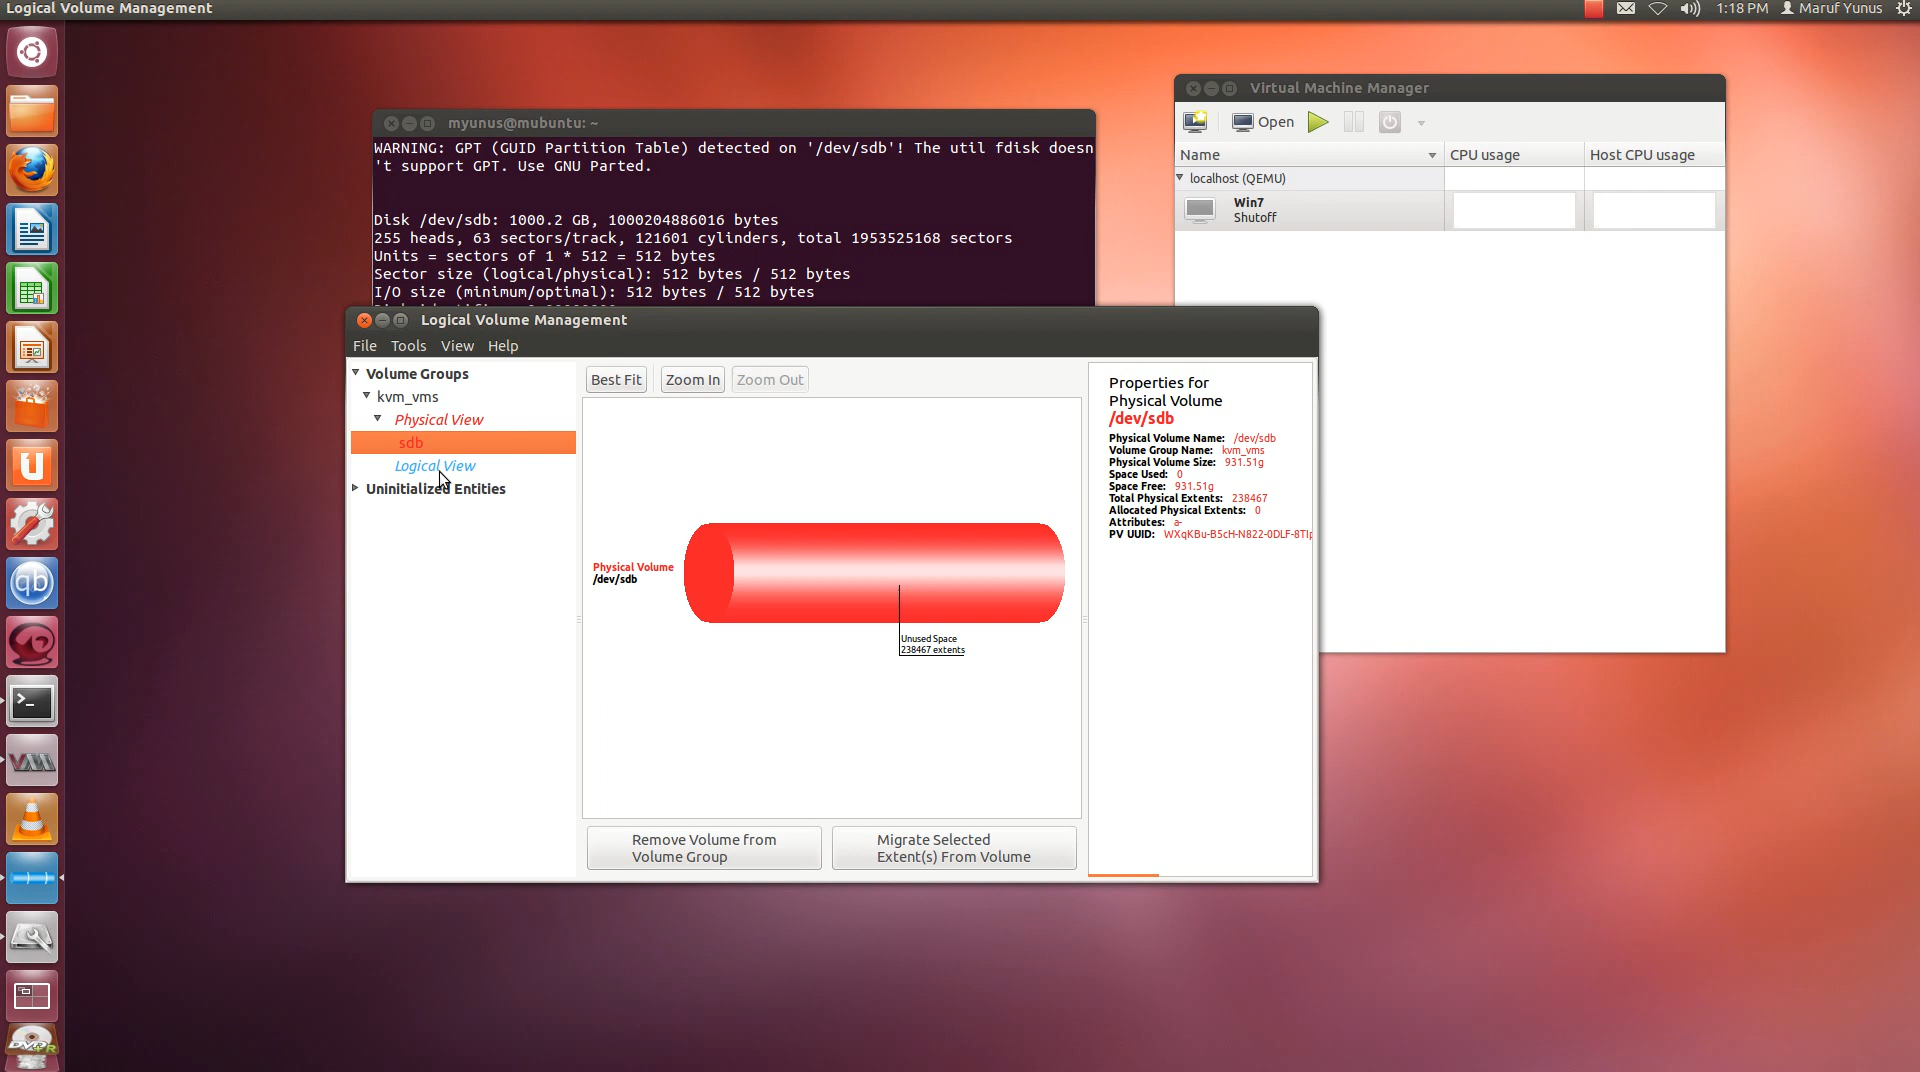 Logical Volume Management
1:18 PM
Maruf Yunus
myunus@mubuntu: ~
WARNING: GPT (GUID Partition Table) detected on '/dev/sdb'! The util fdisk doesn
't support GPT. Use GNU Parted.
Disk /dev/sdb: 1000.2 GB, 1000204886016 bytes
255 heads, 63 sectors/track, 121601 cylinders, total 1953525168 sectors
Units = sectors of 1 * 512 = 512 bytes
Sector size (logical/physical): 512 bytes / 512 bytes
I/O size (minimum/optimal): 512 bytes / 512 bytes
Virtual Machine Manager
Open
Name
CPU usage
Host CPU usage
localhost (QEMU)
Win7
Shutoff
Logical Volume Management
File Tools View Help
Volume Groups
kvm_vms
Physical View
sdb
Logical View
Uninitialized Entities
Best Fit
Zoom In
Zoom Out
Physical Volume
/dev/sdb
Unused Space
238467 extents
Remove Volume from
Volume Group
Migrate Selected
Extent(s) From Volume
Properties for
Physical Volume
/dev/sdb
Physical Volume Name: /dev/sdb
Volume Group Name: kvm_vms
Physical Volume Size: 931.51g
Space Used: 0
Space Free: 931.51g
Total Physical Extents: 238467
Allocated Physical Extents: 0
Attributes: a-
PV UUID: WXqKBu-B5cH-N822-0DLF-8TIp
qb